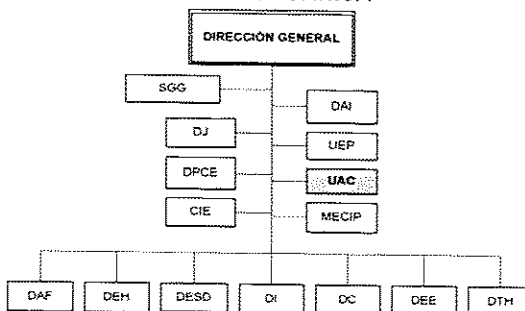 DIRECCIÓN GENERAL
SGG
DAI
DJ
UEP
DPCE
UAC
CIE
MECIP
DAF DEH DESD DI DC DEE DTH